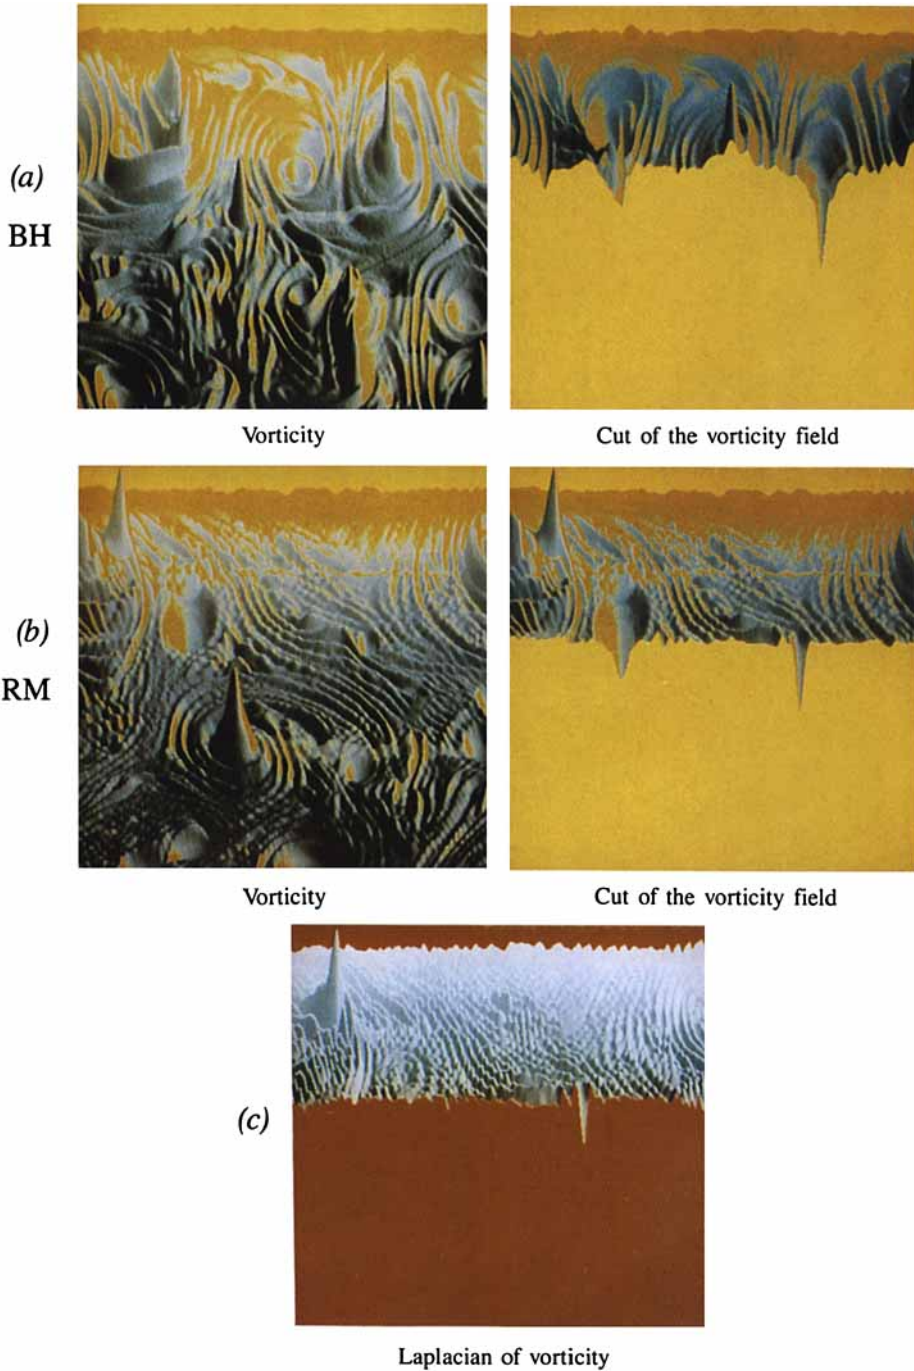 (a)
BH
Vorticity
Cut of the vorticity field
(b)
RM
Vorticity
Cut of the vorticity field
(c)
Laplacian of vorticity